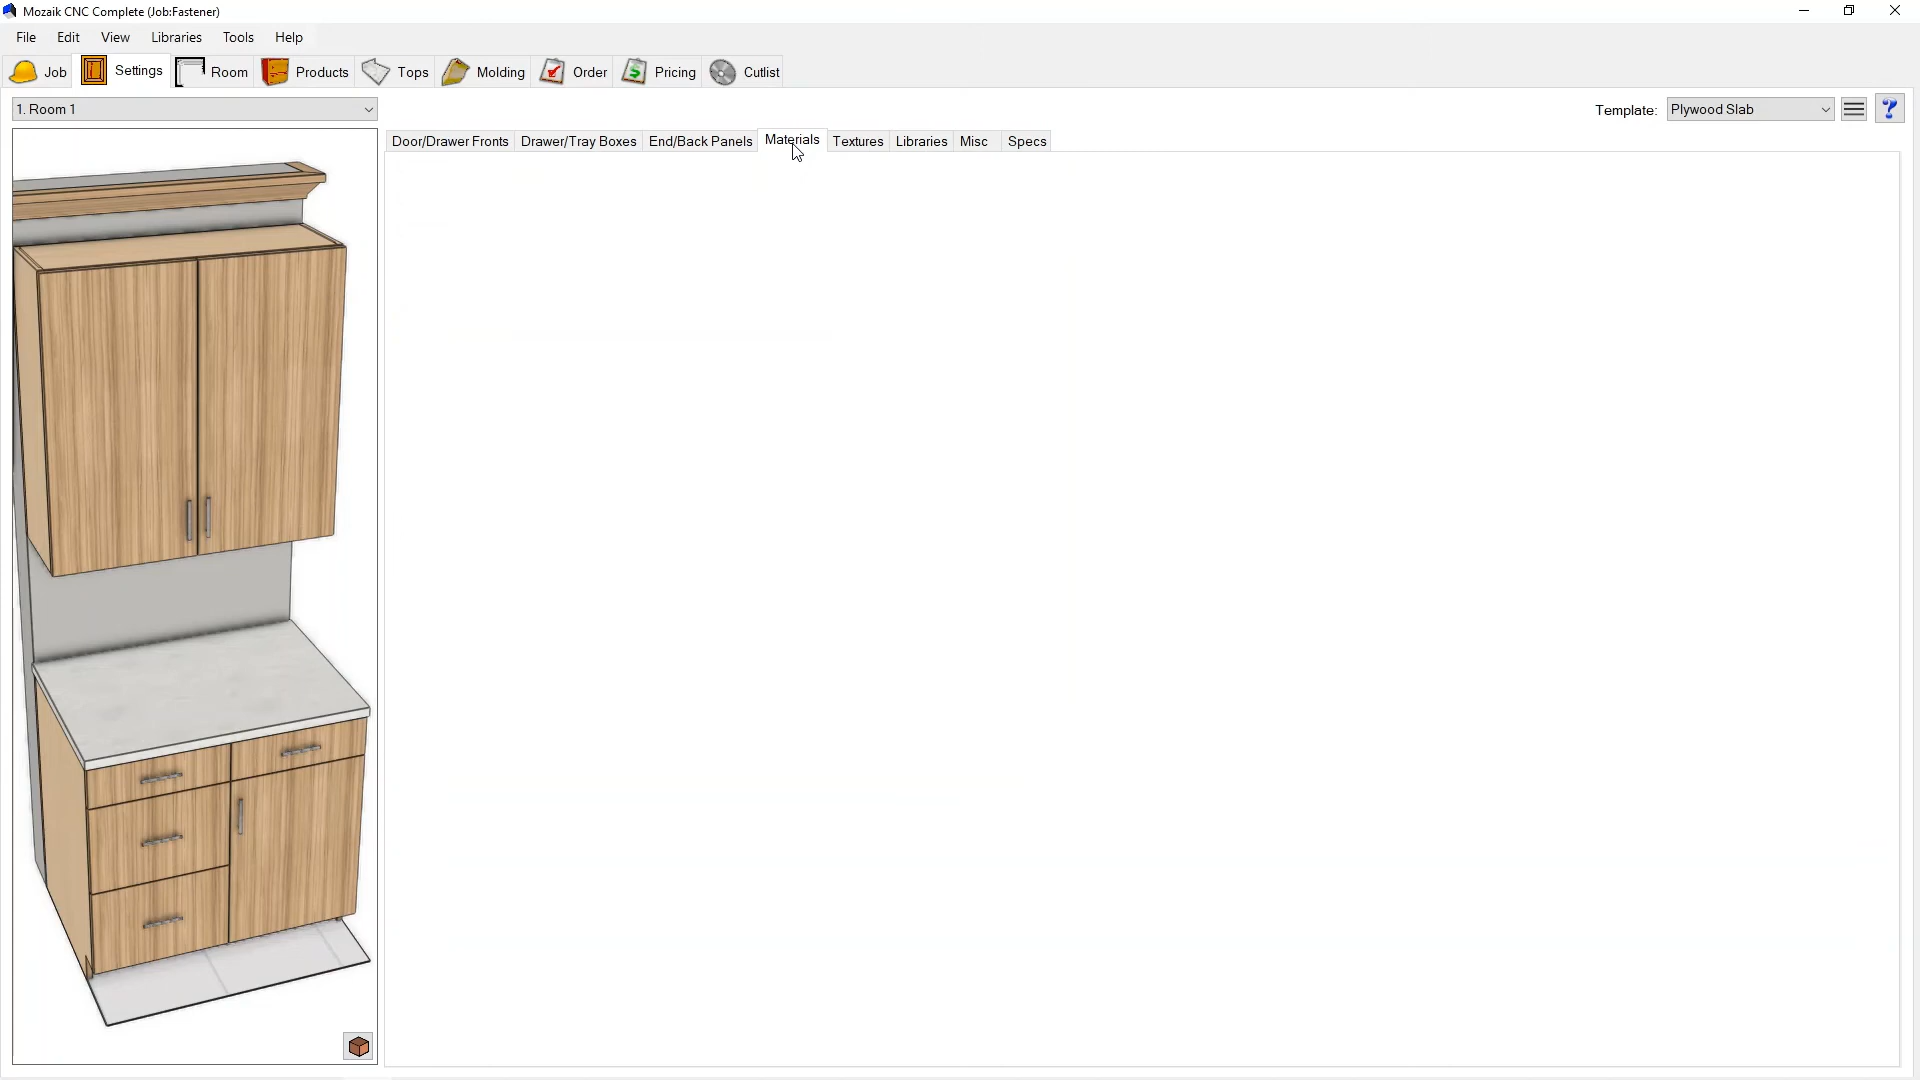 Mozaik CNC Complete (Job:Fastener)
File Edit View Libraries Tools Help
Job Settings Room Products Tops Molding Order Pricing Cutlist
1. Room 1
Template: Plywood Slab
Door/Drawer Fronts Drawer/Tray Boxes End/Back Panels Materials Textures Libraries Misc Specs